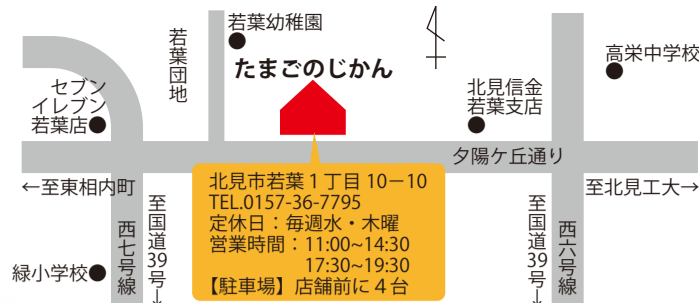 若葉幼稚園
若葉団地
たまごのじかん
高栄中学校
セブン
イレブン
若葉店
北見信金
若葉支店
夕陽ケ丘通り
←至東相内町
至北見工大→
北見市若葉1丁目10−10
TEL.0157-36-7795
定休日：毎週水・木曜
営業時間：11:00~14:30
17:30~19:30
【駐車場】店舗前に4台
緑小学校
西七号線
至国道39号→
西六号線
至国道39号→